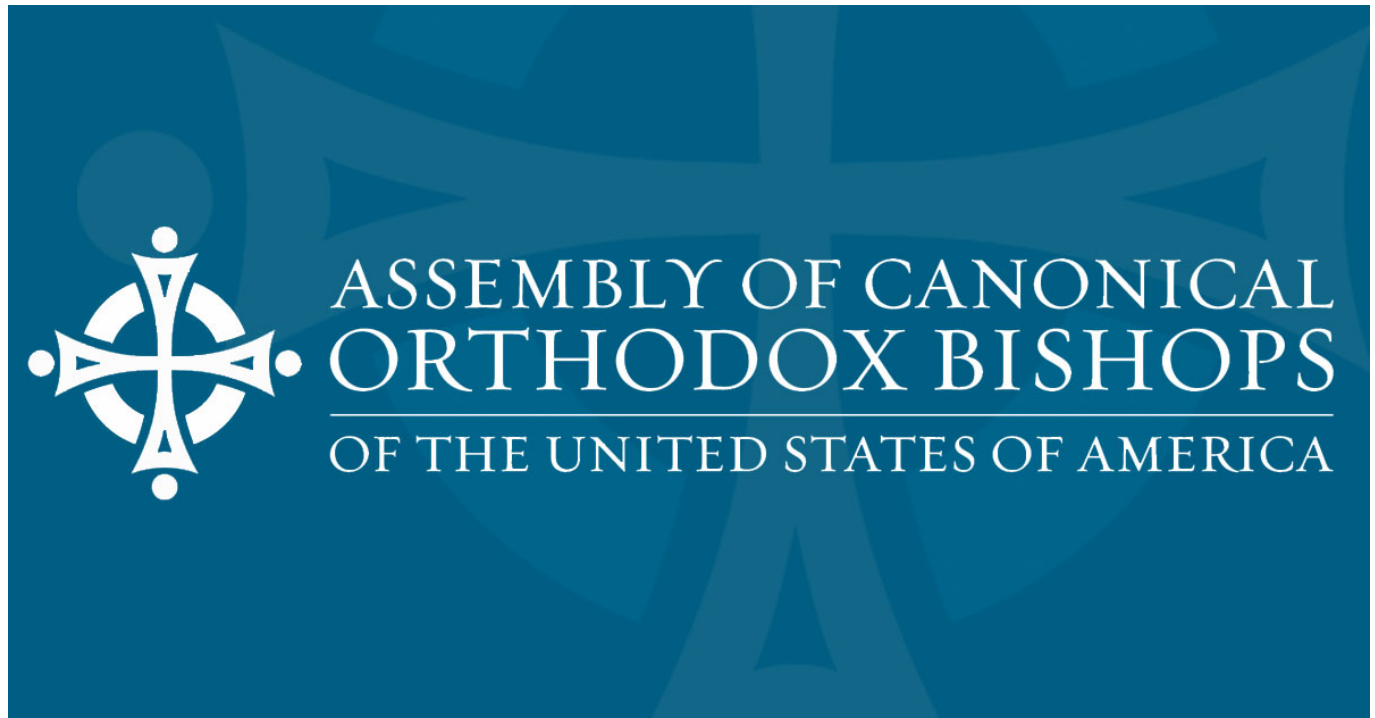 ASSEMBLY OF CANONICAL
ORTHODOX BISHOPS
OF THE UNITED STATES OF AMERICA